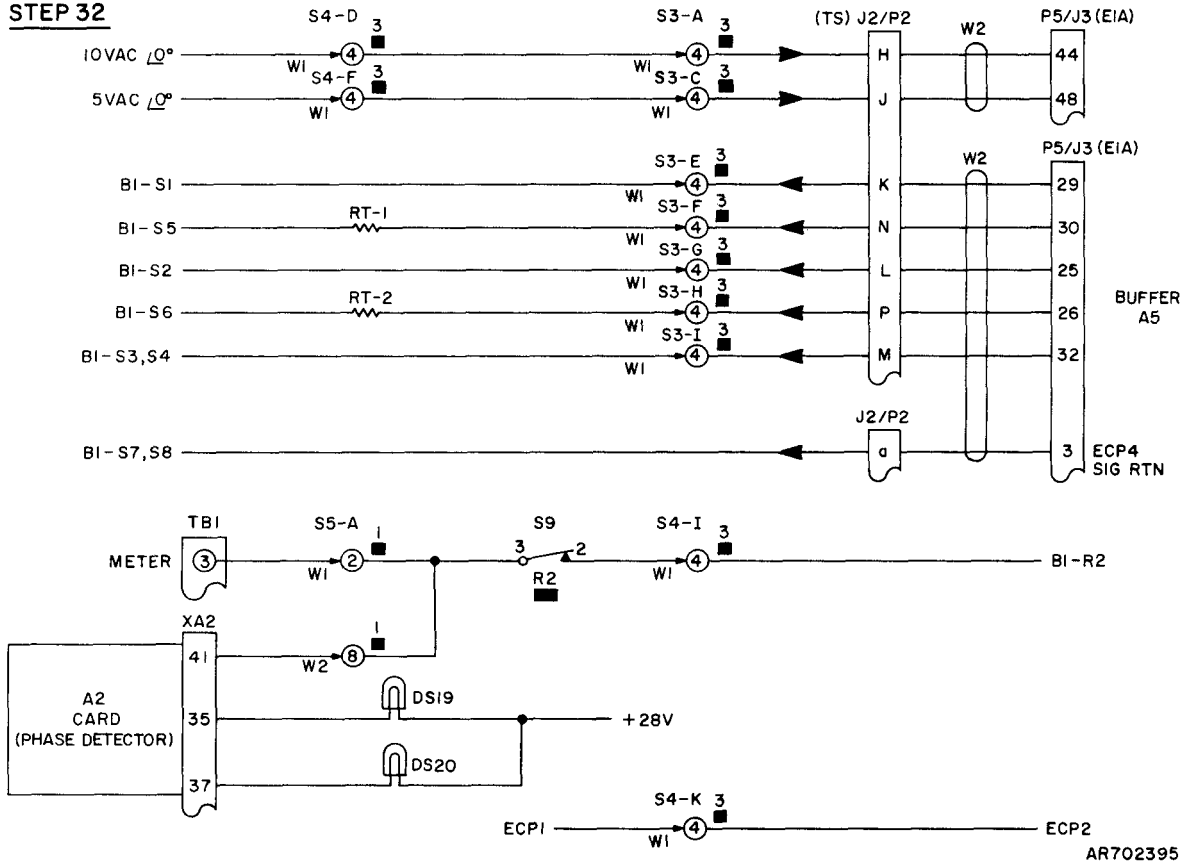 STEP 32
S4-D 3 S3-A 3 (TS) J2/P2 W2 P5/J3 (E1A)
10VAC /0° W1 4 W1 4 H 44
S4-F 3 S3-C 3
5VAC /0° W1 4 W1 4 J 48
P5/J3 (E1A)
S3-E 3 W2
B1-S1 W1 4 K 29
RT-1 S3-F 3
B1-S5 W1 4 N 30
S3-G 3
B1-S2 W1 4 L 25
RT-2 S3-H 3
B1-S6 W1 4 P 26
BUFFER
A5
S3-I 3
B1-S3,S4 W1 4 M 32
J2/P2
B1-S7,S8 a 3 ECP4
SIG RTN
TB1 S5-A 1 S9 S4-I 3
METER 3 W1 2 3 2 W1 4 B1-R2
R2
XA2 1
41 W2 8
A2
CARD
(PHASE DETECTOR)
DS19
35 +28V
DS20
37
S4-K 3
ECP1 W1 4 ECP2
AR702395